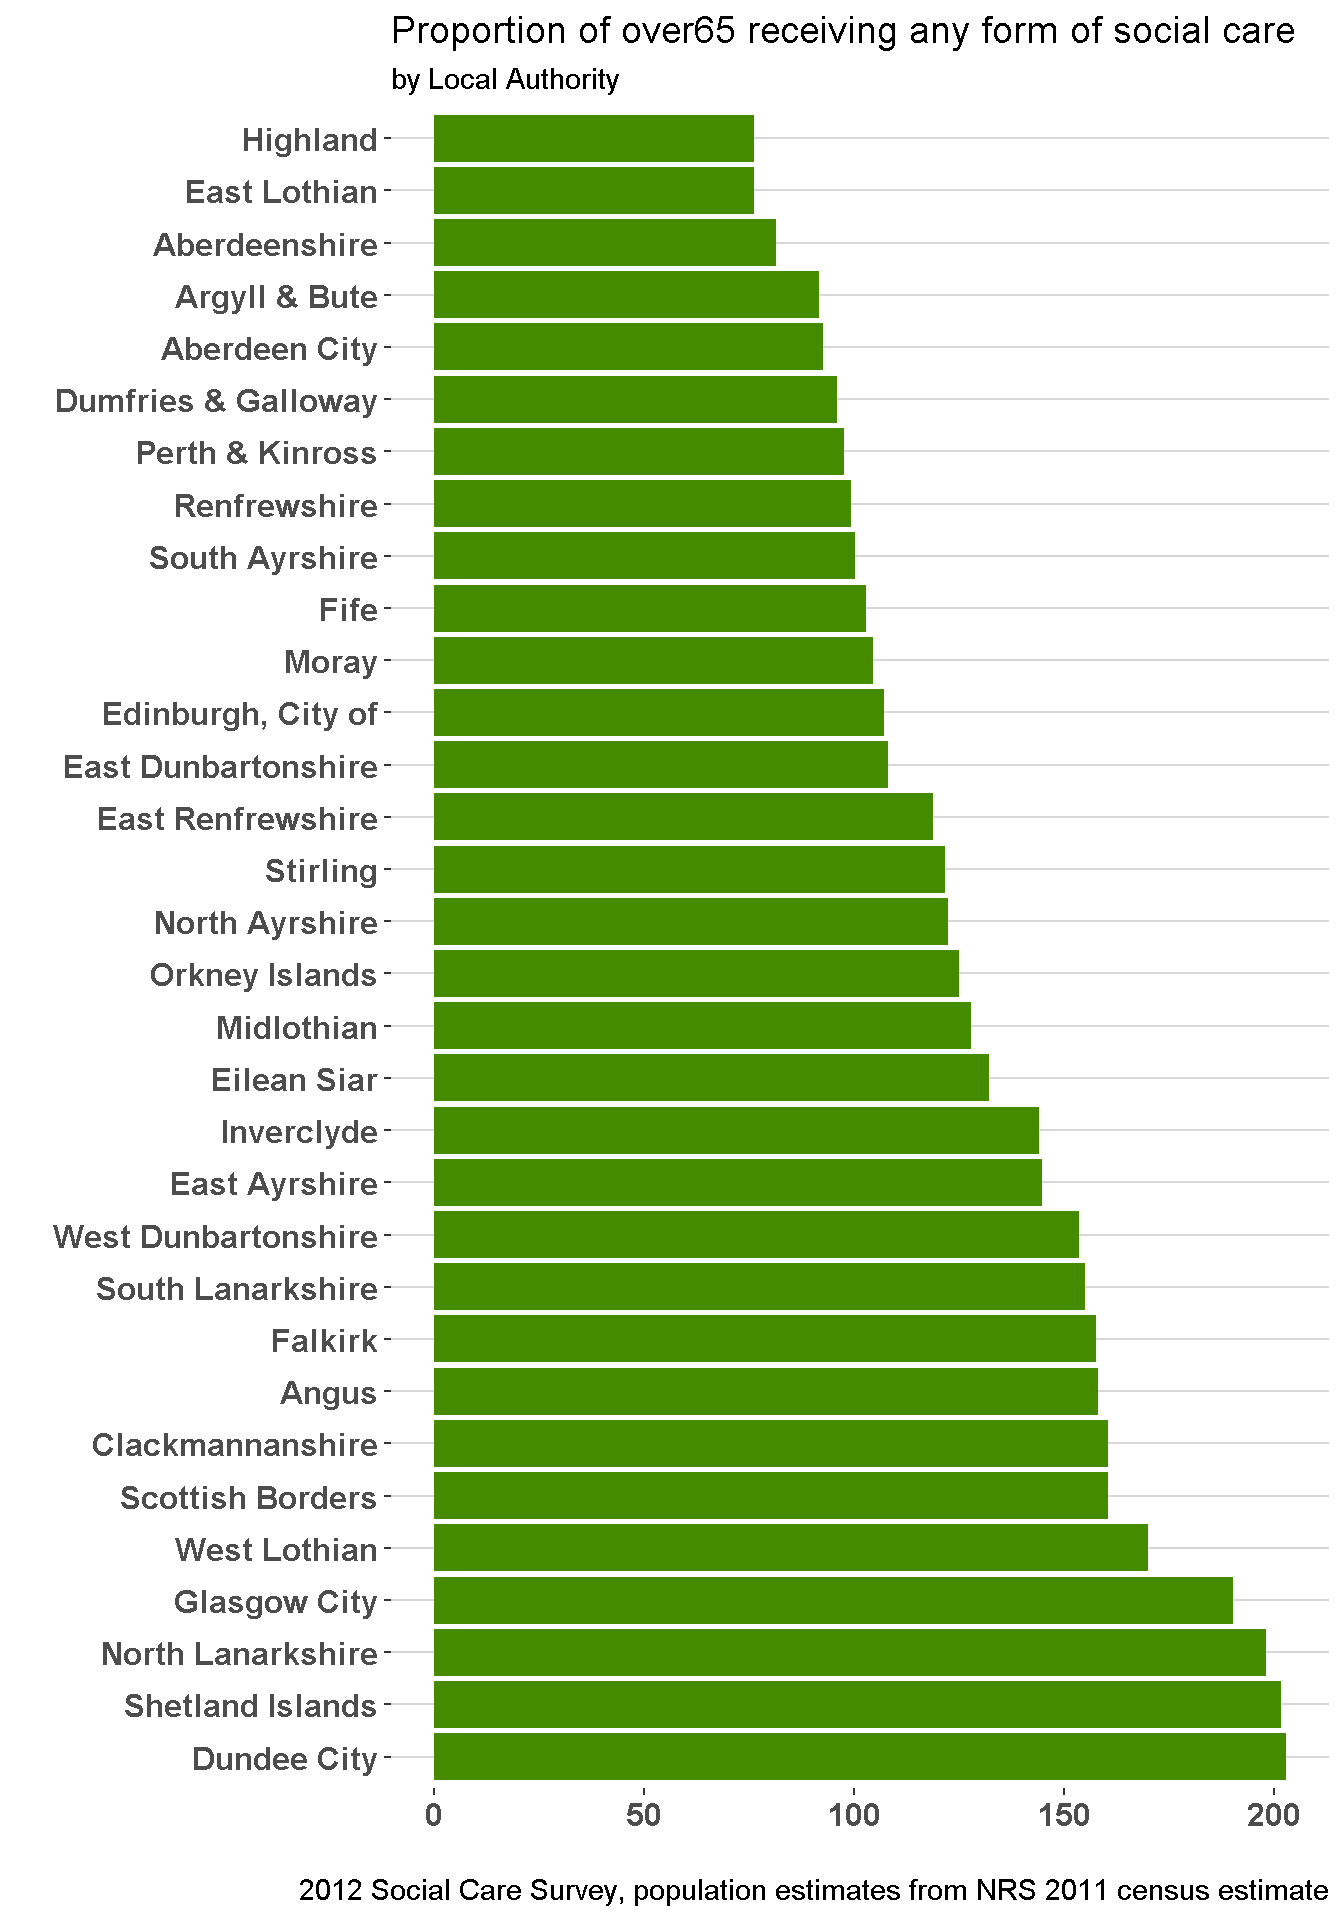 Proportion of over65 receiving any form of social care
by Local Authority
Highland
East Lothian
Aberdeenshire
Argyll & Bute
Aberdeen City
Dumfries & Galloway
Perth & Kinross
Renfrewshire
South Ayrshire
Fife
Moray
Edinburgh, City of
East Dunbartonshire
East Renfrewshire
Stirling
North Ayrshire
Orkney Islands
Midlothian
Eilean Siar
Inverclyde
East Ayrshire
West Dunbartonshire
South Lanarkshire
Falkirk
Angus
Clackmannanshire
Scottish Borders
West Lothian
Glasgow City
North Lanarkshire
Shetland Islands
Dundee City
0 50 100 150 200
2012 Social Care Survey, population estimates from NRS 2011 census estimate